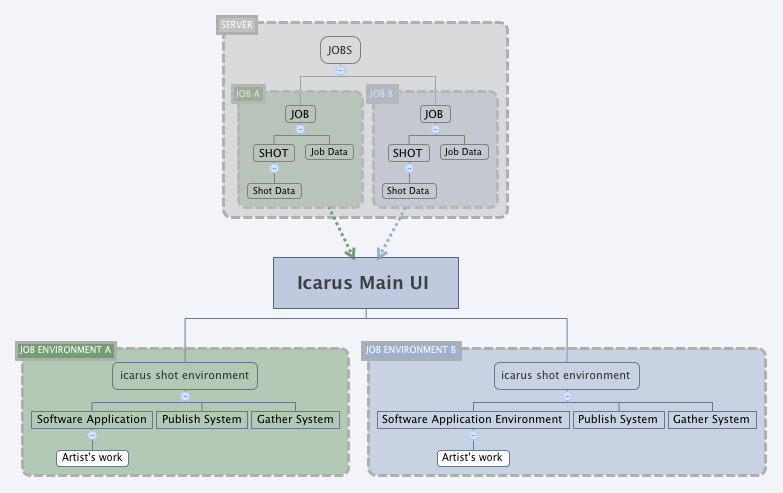 SERVER
JOBS
JOB A
JOB B
JOB
JOB
SHOT
Job Data
SHOT
Job Data
Shot Data
Shot Data
Icarus Main UI
JOB ENVIRONMENT A
JOB ENVIRONMENT B
icarus shot environment
icarus shot environment
Software Application
Publish System
Gather System
Software Application Environment
Publish System
Gather System
Artist's work
Artist's work